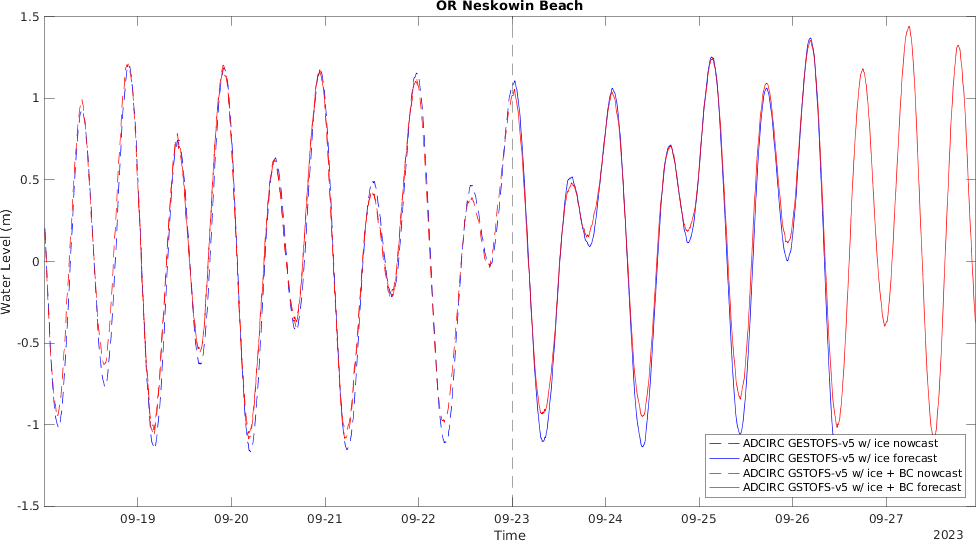 OR Neskowin Beach
1.5
1
0.5
0
-0.5
-1
-1.5
Water Level (m)
09-19 09-20 09-21 09-22 09-23 09-24 09-25 09-26 09-27
Time
2023
ADCIRC GESTOFS-v5 w/ ice nowcast
ADCIRC GESTOFS-v5 w/ ice forecast
ADCIRC GSTOFS-v5 w/ ice + BC nowcast
ADCIRC GSTOFS-v5 w/ ice + BC forecast